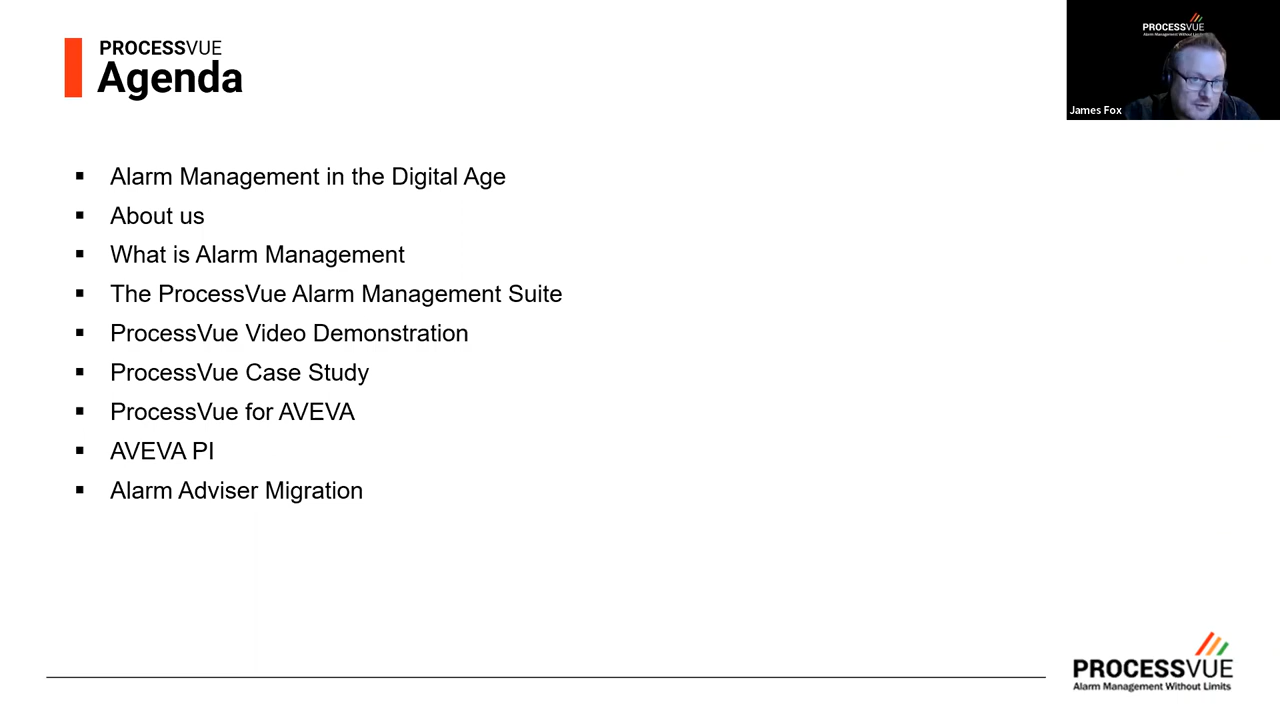 PROCESSVUE
Agenda
PROCESSVUE
James Fox
▪ Alarm Management in the Digital Age
▪ About us
▪ What is Alarm Management
▪ The ProcessVue Alarm Management Suite
▪ ProcessVue Video Demonstration
▪ ProcessVue Case Study
▪ ProcessVue for AVEVA
▪ AVEVA PI
▪ Alarm Adviser Migration
PROCESSVUE
Alarm Management Without Limits